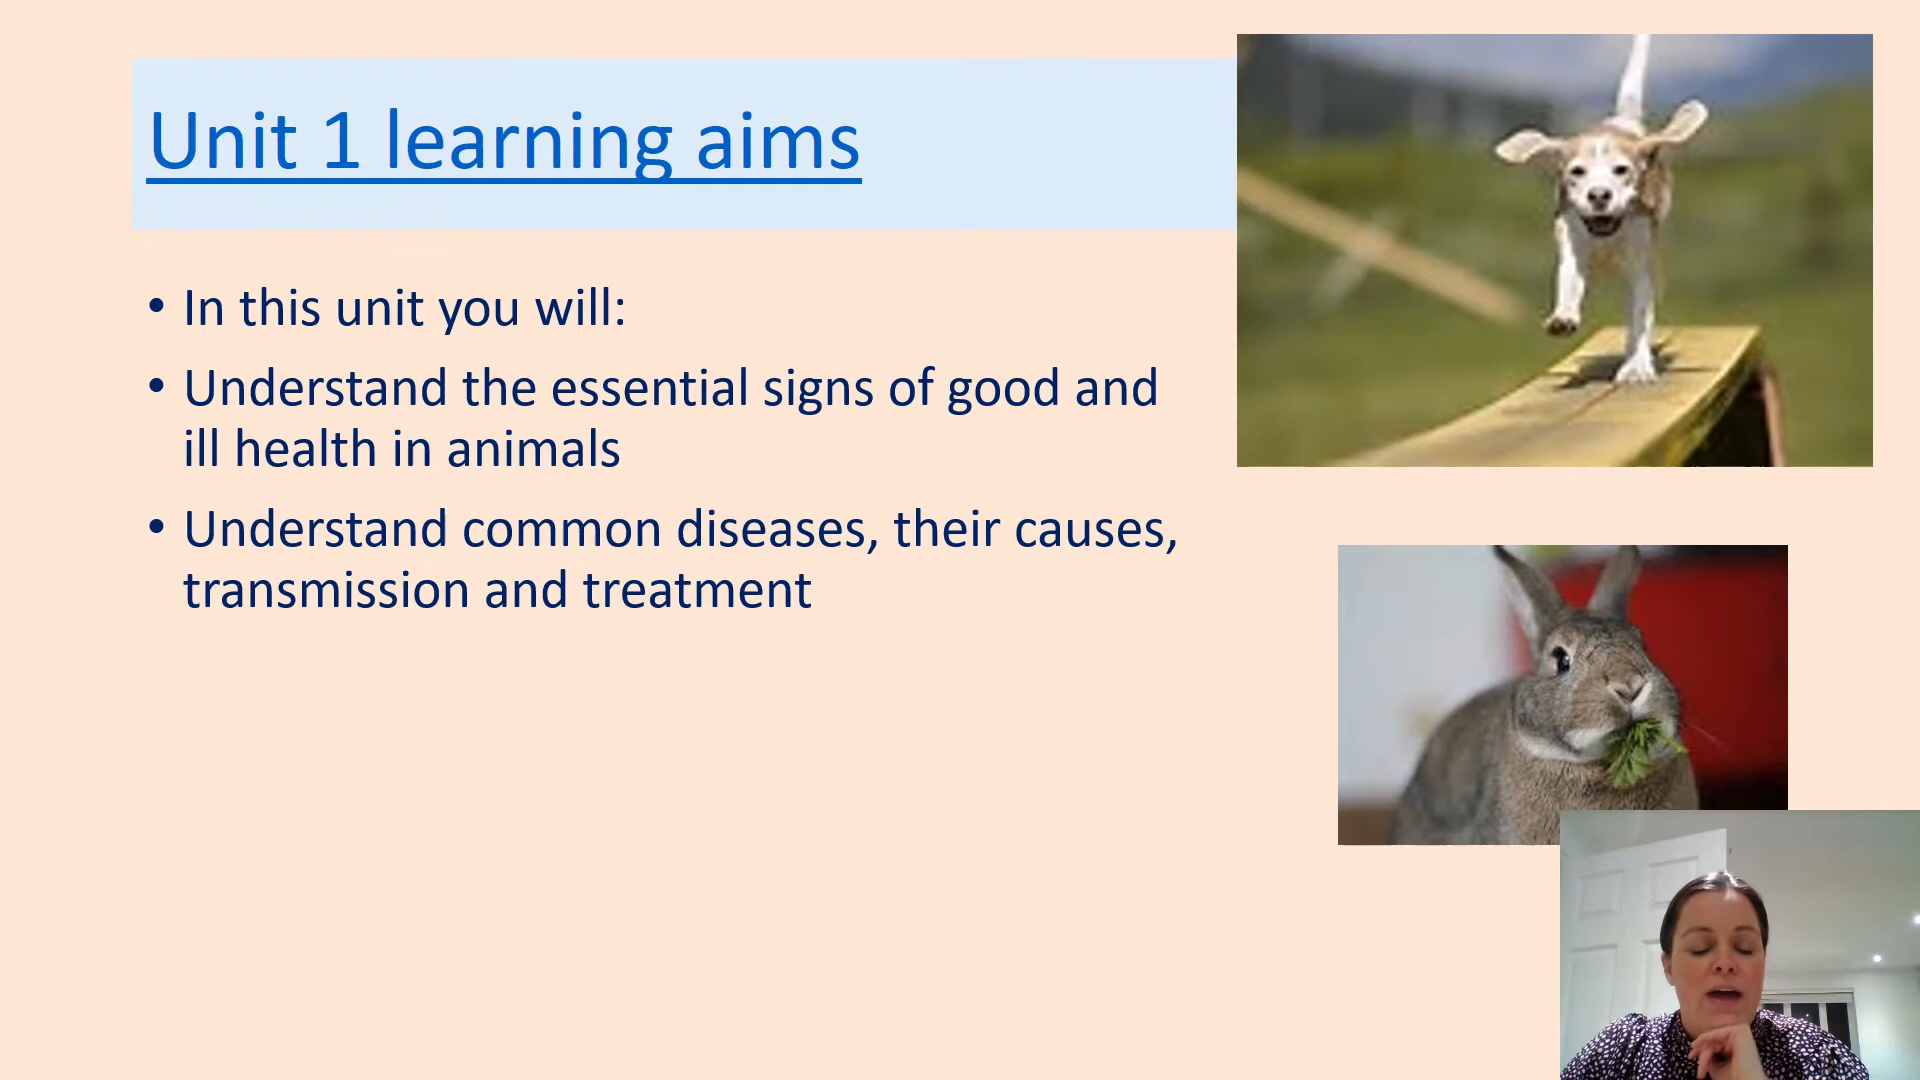 Unit 1 learning aims
• In this unit you will:
• Understand the essential signs of good and
ill health in animals
• Understand common diseases, their causes,
transmission and treatment